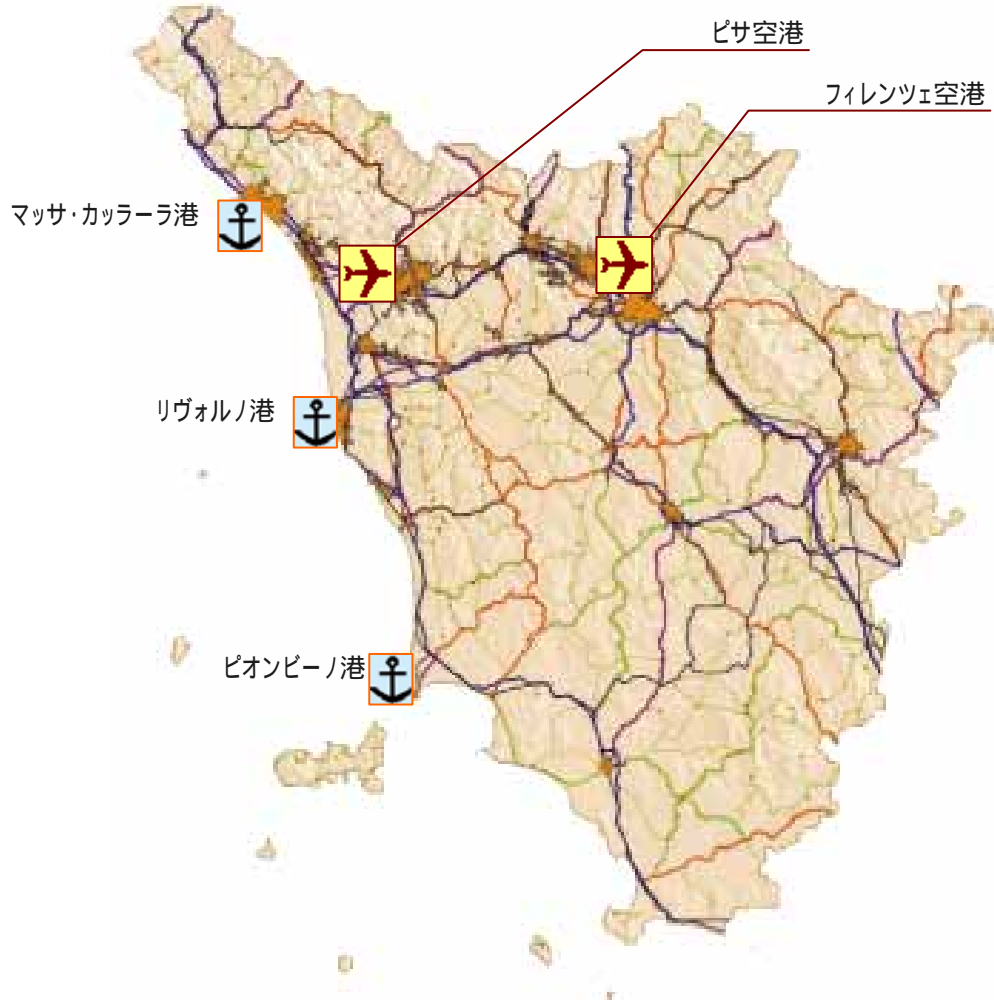 ピサ空港
フィレンツェ空港
マッサ・カッラーラ港
リヴォルノ港
ピオンビーノ港